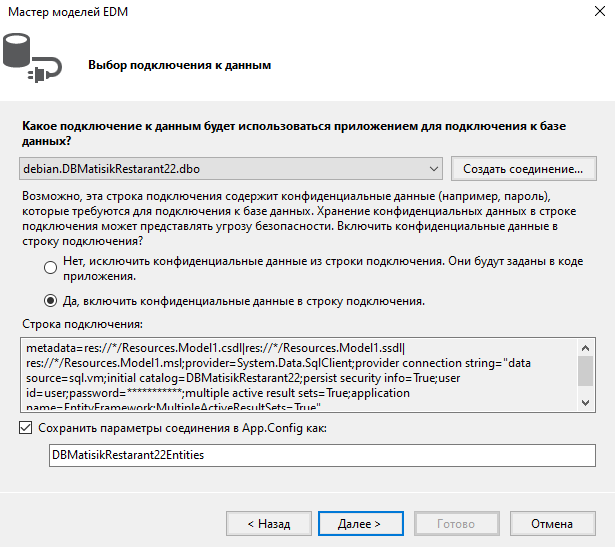 Мастер моделей EDM
Выбор подключения к данным
Какое подключение к данным будет использоваться приложением для подключения к базе
данных?
debian.DBMatisikRestarant22.dbo
Создать соединение...
Возможно, эта строка подключения содержит конфиденциальные данные (например, пароль),
которые требуются для подключения к базе данных. Хранение конфиденциальных данных в строке
подключения может представлять угрозу безопасности. Включить конфиденциальные данные в
строку подключения?
Нет, исключить конфиденциальные данные из строки подключения. Они будут заданы в коде
приложения.
Да, включить конфиденциальные данные в строку подключения.
Строка подключения:
metadata=res://*/Resources.Model1.csdl|res://*/Resources.Model1.ssdl|
res://*/Resources.Model1.msl;provider=System.Data.SqlClient;provider connection string="data
source=sql.vm;initial catalog=DBMatisikRestarant22;persist security info=True;user
id=user;password=***********;multiple active result sets=True;application
name=EntityFramework;MultipleActiveResultSets=True"
Сохранить параметры соединения в App.Config как:
DBMatisikRestarant22Entities
< Назад
Далее >
Готово
Отмена